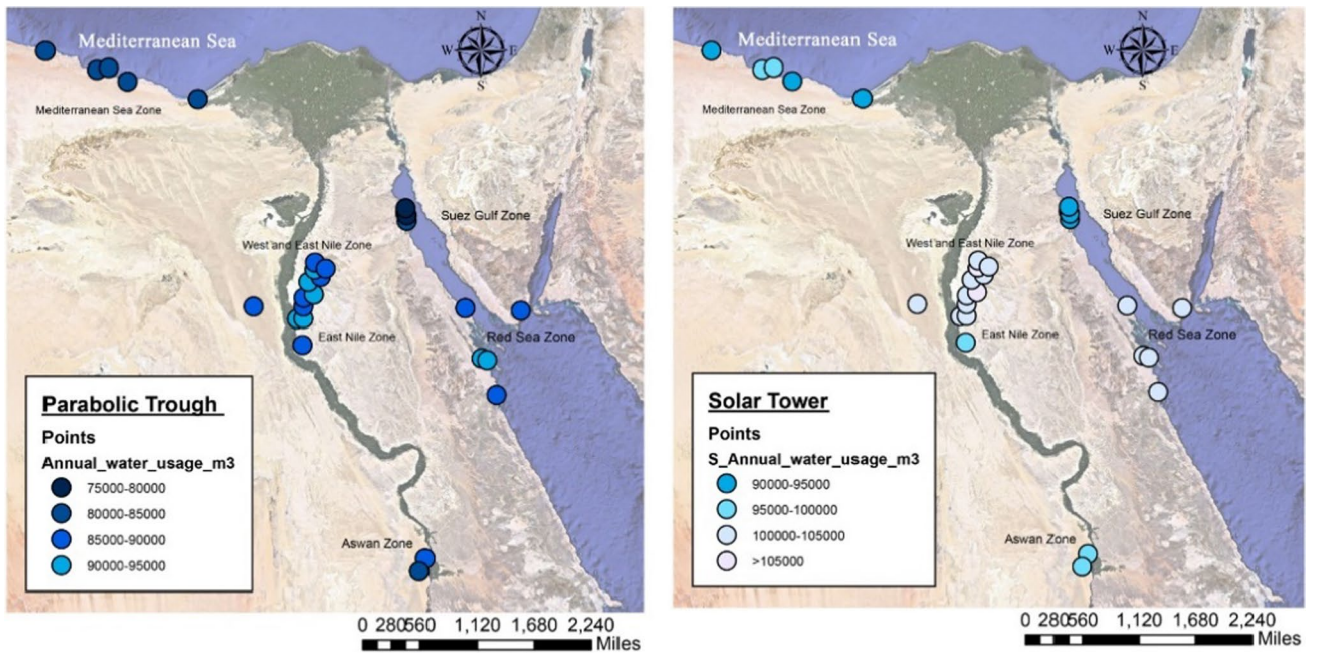 Mediterranean Sea
N
W E
S
Mediterranean Sea Zone
Suez Gulf Zone
West and East Nile Zone
East Nile Zone
Red Sea Zone
Parabolic Trough
Points
Annual_water_usage_m3
75000-80000
80000-85000
85000-90000
90000-95000
Aswan Zone
0 280560 1,120 1,680 2,240
Miles
Mediterranean Sea
N
W E
S
Mediterranean Sea Zone
Suez Gulf Zone
West and East Nile Zone
East Nile Zone
Red Sea Zone
Solar Tower
Points
S_Annual_water_usage_m3
90000-95000
95000-100000
100000-105000
>105000
Aswan Zone
0 280560 1,120 1,680 2,240
Miles